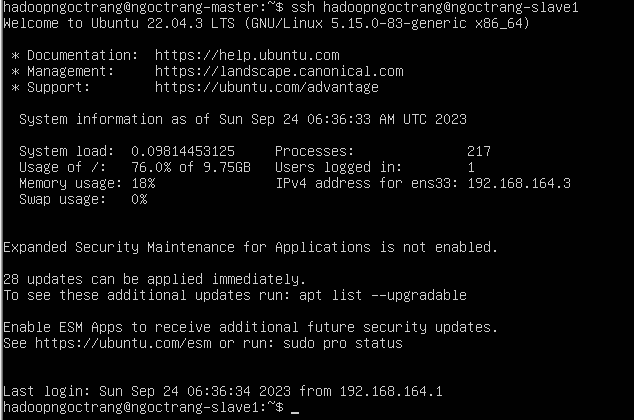 hadoopngoctrang@ngoctrang-master:~$ ssh hadoopngoctrang@ngoctrang-slave1
Welcome to Ubuntu 22.04.3 LTS (GNU/Linux 5.15.0-83-generic x86_64)
* Documentation: https://help.ubuntu.com
* Management: https://landscape.canonical.com
* Support: https://ubuntu.com/advantage
System information as of Sun Sep 24 06:36:33 AM UTC 2023
System load: 0.09814453125 Processes: 217
Usage of /: 76.0% of 9.75GB Users logged in: 1
Memory usage: 18% IPv4 address for ens33: 192.168.164.3
Swap usage: 0%
Expanded Security Maintenance for Applications is not enabled.
28 updates can be applied immediately.
To see these additional updates run: apt list --upgradable
Enable ESM Apps to receive additional future security updates.
See https://ubuntu.com/esm or run: sudo pro status
Last login: Sun Sep 24 06:36:34 2023 from 192.168.164.1
hadoopngoctrang@ngoctrang-slave1:~$ _